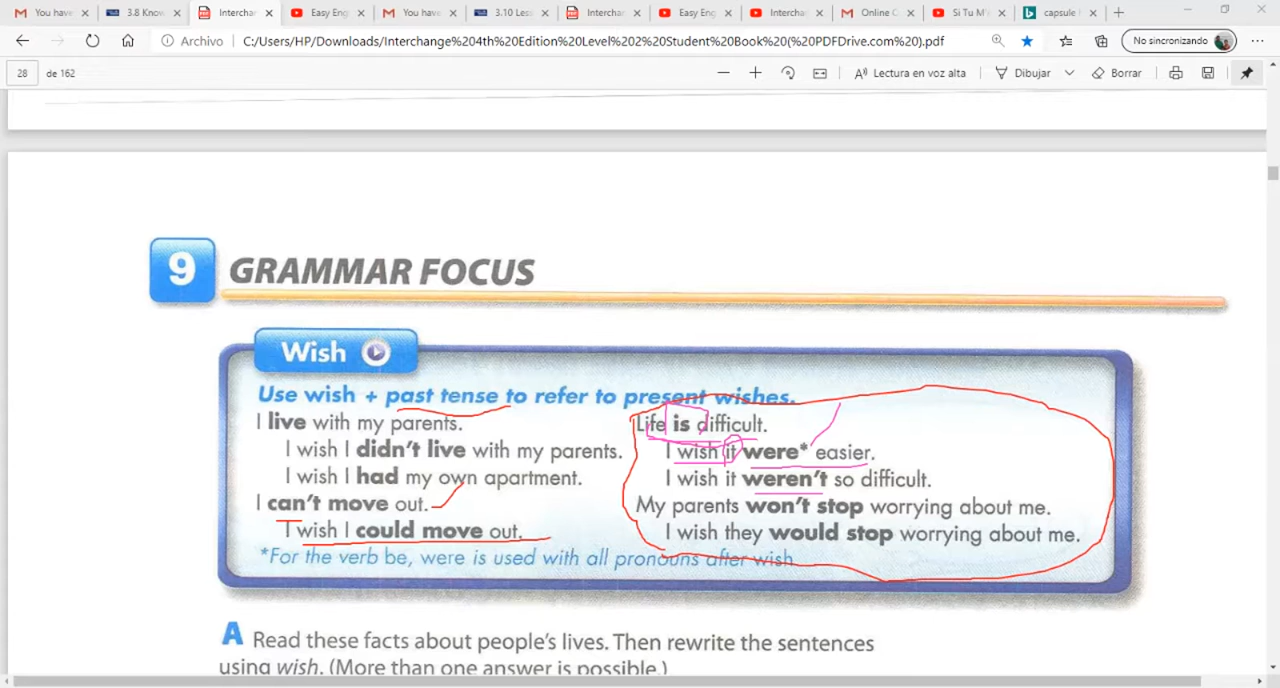 You have
3.8 Know
Intercha
Easy Eng
You have
3.10 Less
Intercha
Easy Eng
Intercha
Online C
Si Tu M'
capsule
Archivo
C:/Users/HP/Downloads/Interchange%204th%20Edition%20Level%202%20Student%20Book%20(%20PDFDrive.com%20).pdf
No sincronizando
28
de 162
Lectura en voz alta
Dibujar
Borrar
9 GRAMMAR FOCUS
Wish
Use wish + past tense to refer to present wishes.
I live with my parents.
I wish I didn't live with my parents.
I wish I had my own apartment.
I can't move out.
I wish I could move out.
Life is difficult.
I wish it were* easier.
I wish it weren't so difficult.
My parents won't stop worrying about me.
I wish they would stop worrying about me.
*For the verb be, were is used with all pronouns after wish.
A Read these facts about people's lives. Then rewrite the sentences
using wish. (More than one answer is possible.)